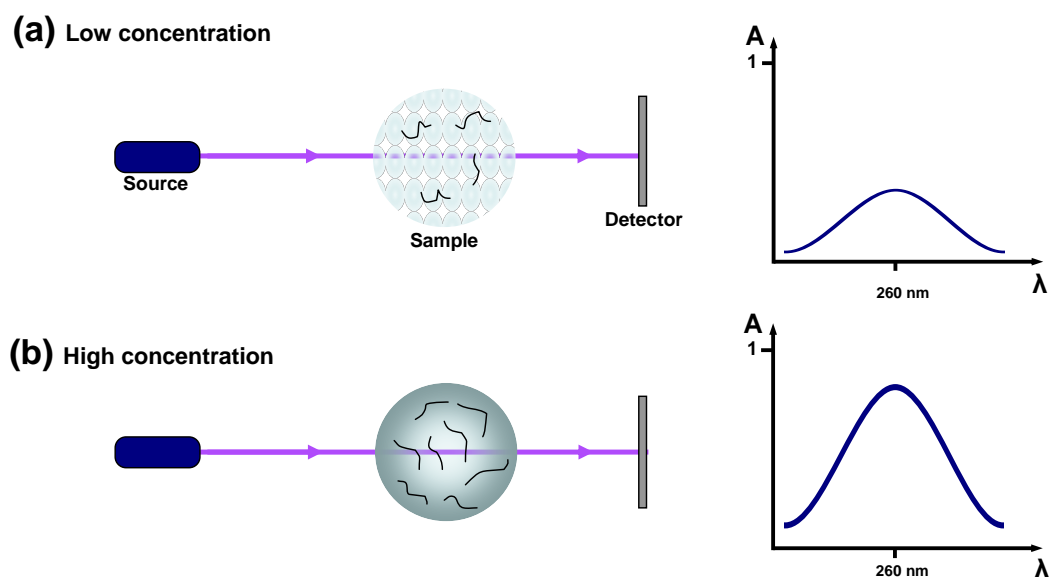 (a) Low concentration
Source
Sample
Detector
A
1
260 nm
λ
(b) High concentration
A
1
260 nm
λ